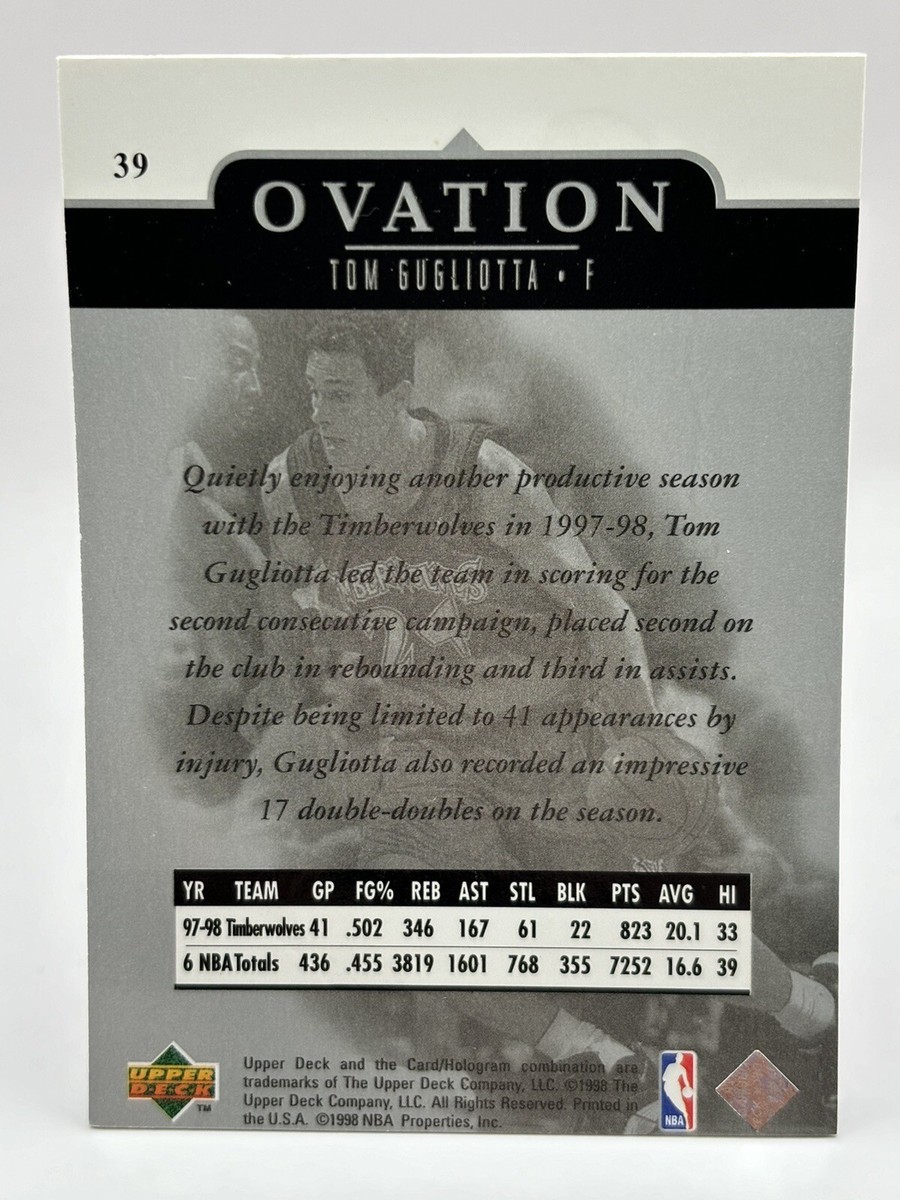 39
OVATION
TOM GUGLIOTTA • F
Quietly enjoying another productive season
with the Timberwolves in 1997-98, Tom
Gugliotta led the team in scoring for the
second consecutive campaign, placed second on
the club in rebounding and third in assists.
Despite being limited to 41 appearances by
injury, Gugliotta also recorded an impressive
17 double-doubles on the season.
YR TEAM GP FG% REB AST STL BLK PTS AVG HI
97-98 Timberwolves 41 .502 346 167 61 22 823 20.1 33
6 NBA Totals 436 .455 3819 1601 768 355 7252 16.6 39
UPPER
DECK
™
Upper Deck and the Card/Hologram combination are
trademarks of The Upper Deck Company, LLC. ©1998 The
Upper Deck Company, LLC. All Rights Reserved. Printed in
the U.S.A. ©1998 NBA Properties, Inc.
NBA